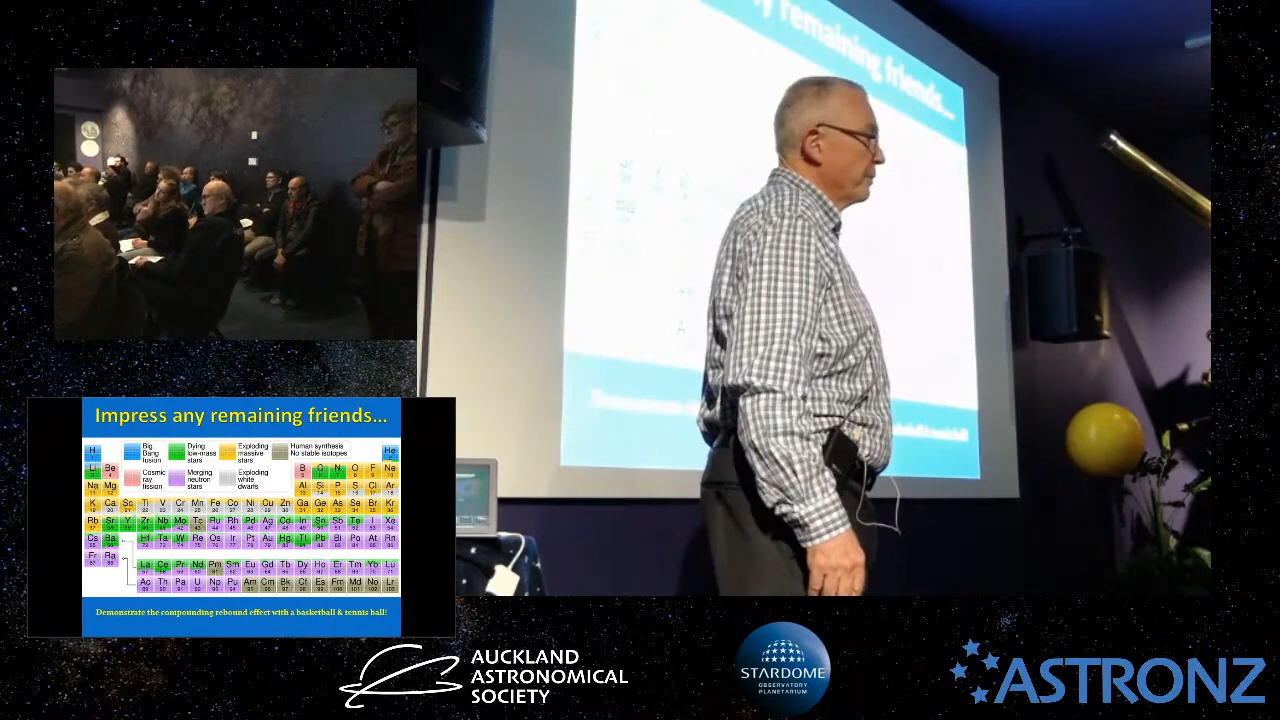 y remaining friends...
Impress any remaining friends...
Big Bang fusion
Dying low-mass stars
Exploding massive stars
Human synthesis No stable isotopes
Cosmic ray fission
Merging neutron stars
Exploding white dwarfs
H He
Li Be B C N O F Ne
Na Mg Al Si P S Cl Ar
K Ca Sc Ti V Cr Mn Fe Co Ni Cu Zn Ga Ge As Se Br Kr
Rb Sr Y Zr Nb Mo Tc Ru Rh Pd Ag Cd In Sn Sb Te I Xe
Cs Ba Hf Ta W Re Os Ir Pt Au Hg Tl Pb Bi Po At Rn
Fr Ra
La Ce Pr Nd Pm Sm Eu Gd Tb Dy Ho Er Tm Yb Lu
Ac Th Pa U Np Pu Am Cm Bk Cf Es Fm Md No Lr
Demonstrate the compounding rebound effect with a basketball & tennis ball!
AUCKLAND
ASTRONOMICAL
SOCIETY
STARDOME
OBSERVATORY
PLANETARIUM
ASTRONZ